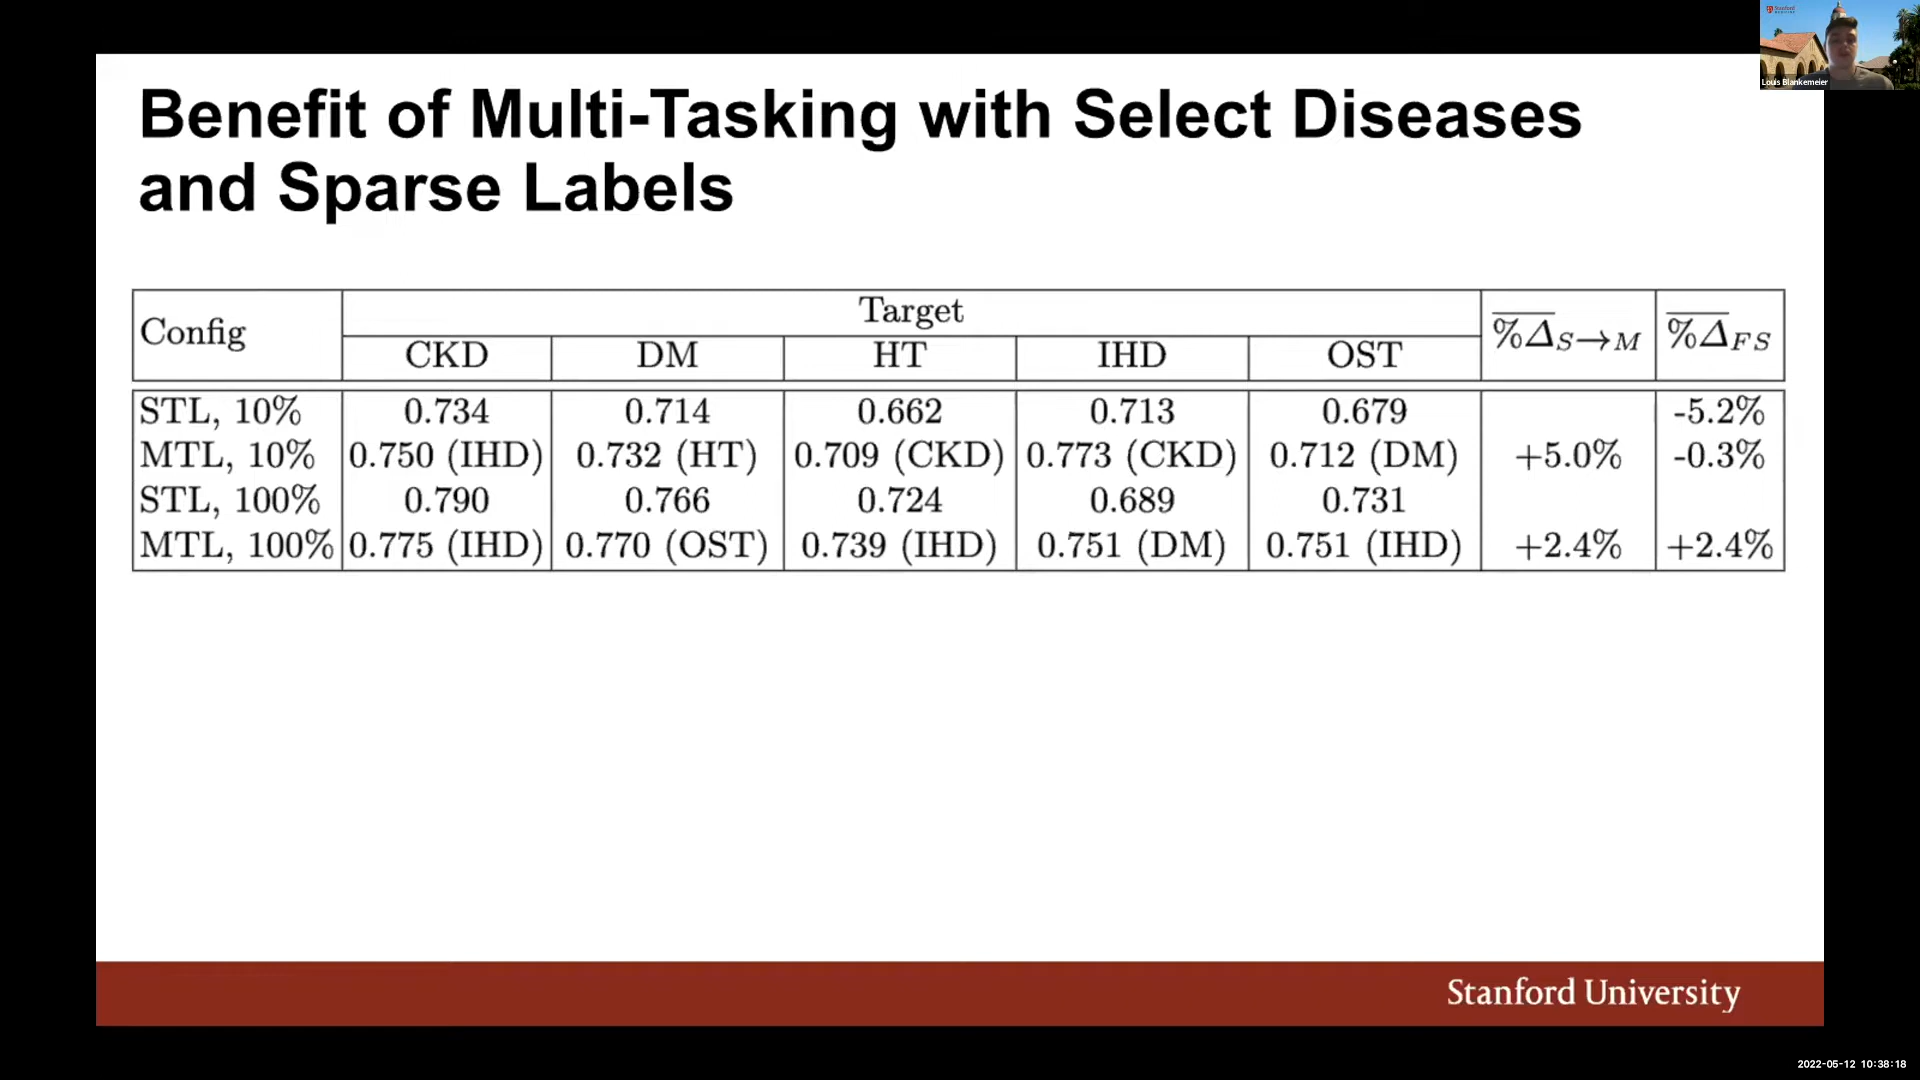 Stanford
Louis Blankemeier
Benefit of Multi-Tasking with Select Diseases
and Sparse Labels
Config Target %Δ S→M %Δ FS
CKD DM HT IHD OST
STL, 10% 0.734 0.714 0.662 0.713 0.679 -5.2%
MTL, 10% 0.750 (IHD) 0.732 (HT) 0.709 (CKD) 0.773 (CKD) 0.712 (DM) +5.0% -0.3%
STL, 100% 0.790 0.766 0.724 0.689 0.731
MTL, 100% 0.775 (IHD) 0.770 (OST) 0.739 (IHD) 0.751 (DM) 0.751 (IHD) +2.4% +2.4%
Stanford University
2022-05-12 10:38:18